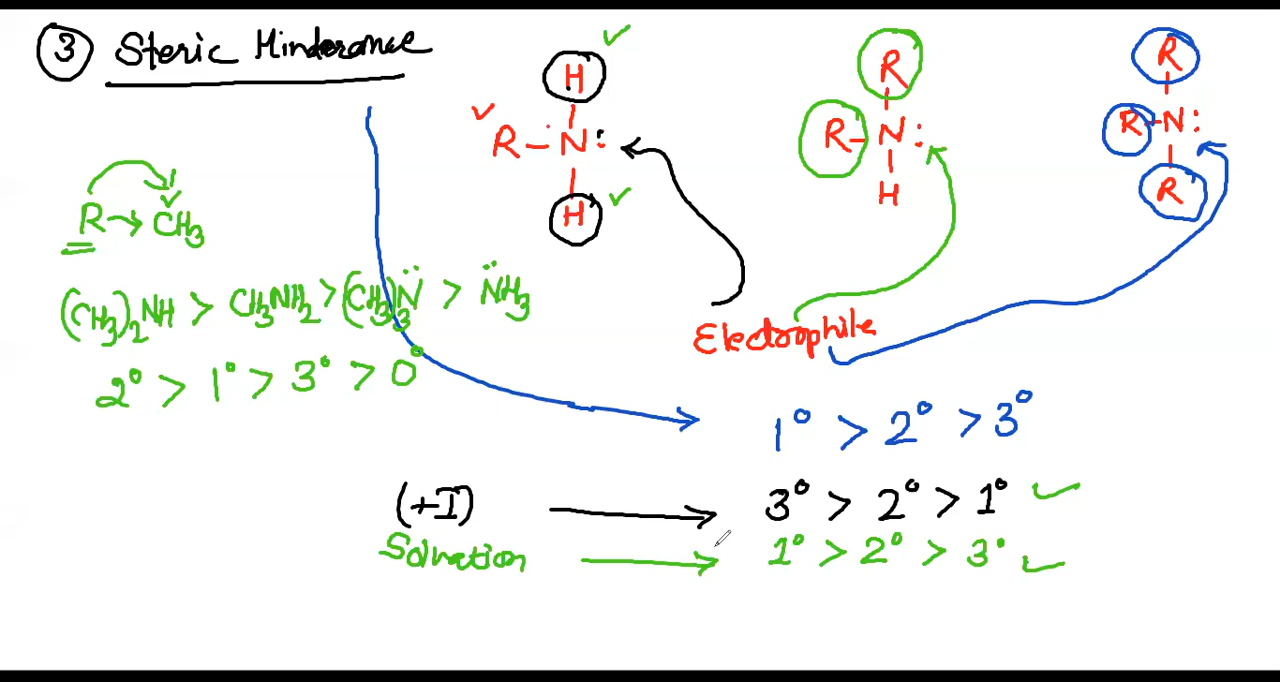 3 Steric Hinderance
H
R-N:
H
R
R-N:
H
R
R-N:
R
R → CH3
(CH3)2NH > CH3NH2 > (CH3)3N̈ > N̈H3
2° > 1° > 3° > 0°
Electrophile
1° > 2° > 3°
(+I) → 3° > 2° > 1° ✓
Solvation → 1° > 2° > 3° ✓